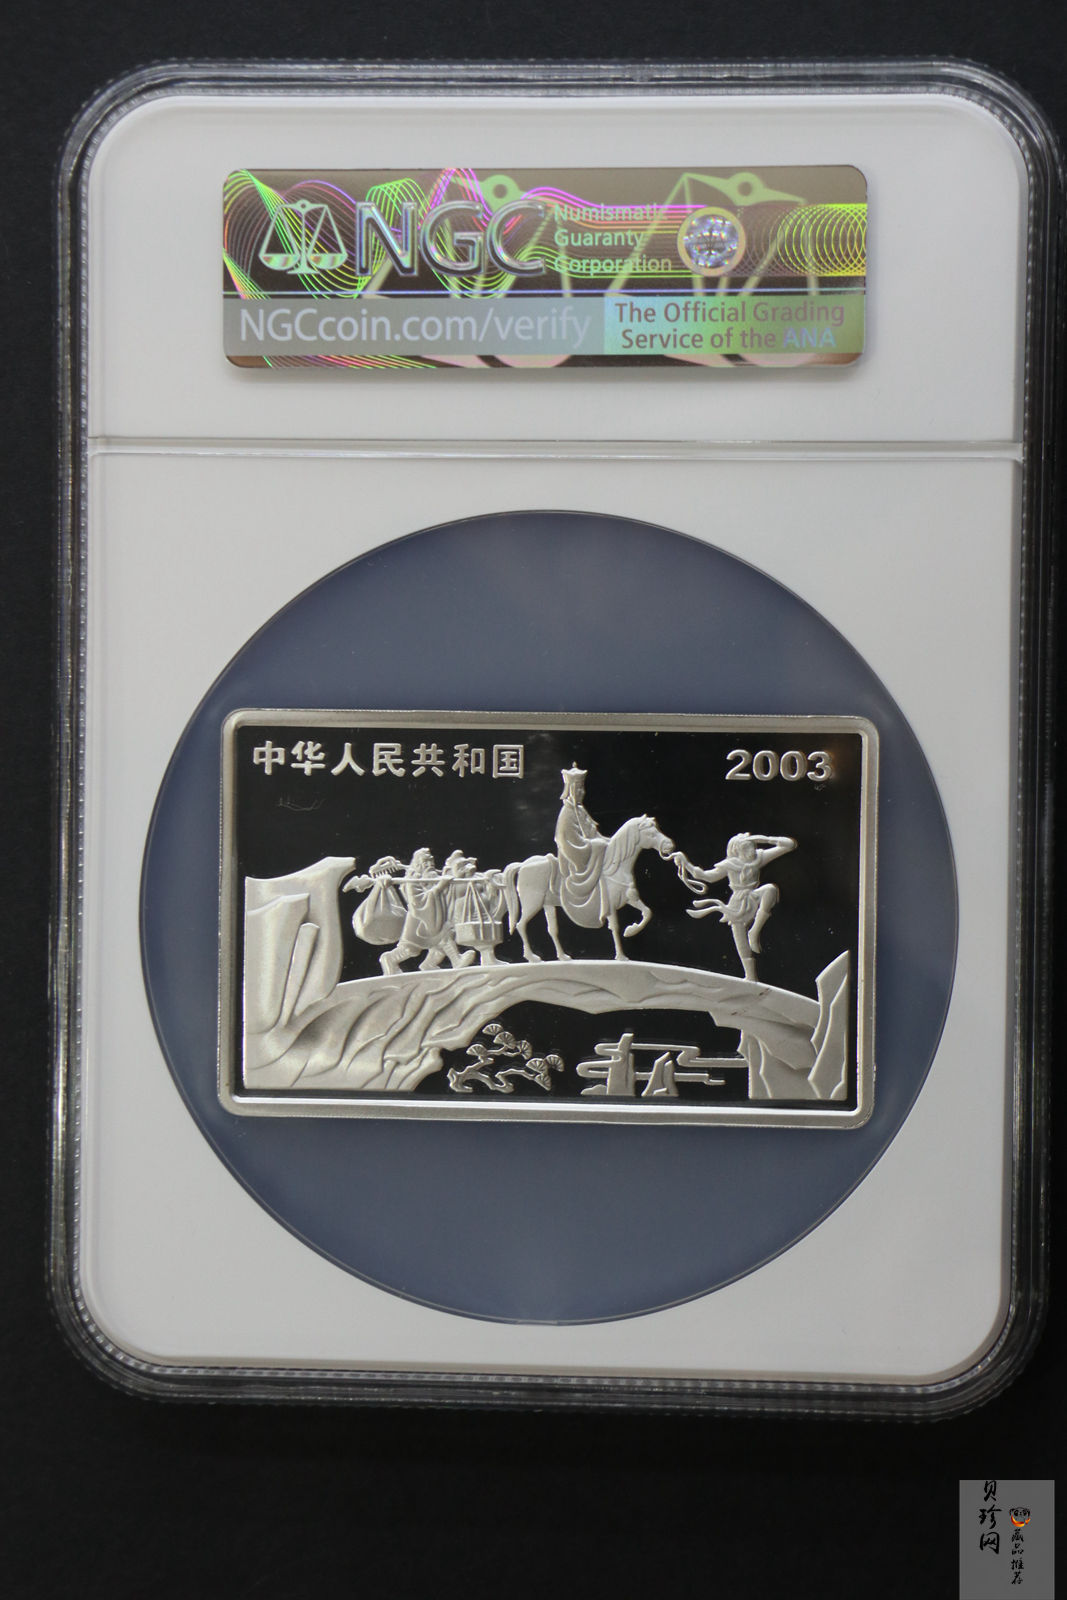 NGC
Numismatic
Guaranty
Corporation
NGCcoin.com/verify
The Official Grading
Service of the ANA
中华人民共和国
2003
贝珍网
藏品推荐